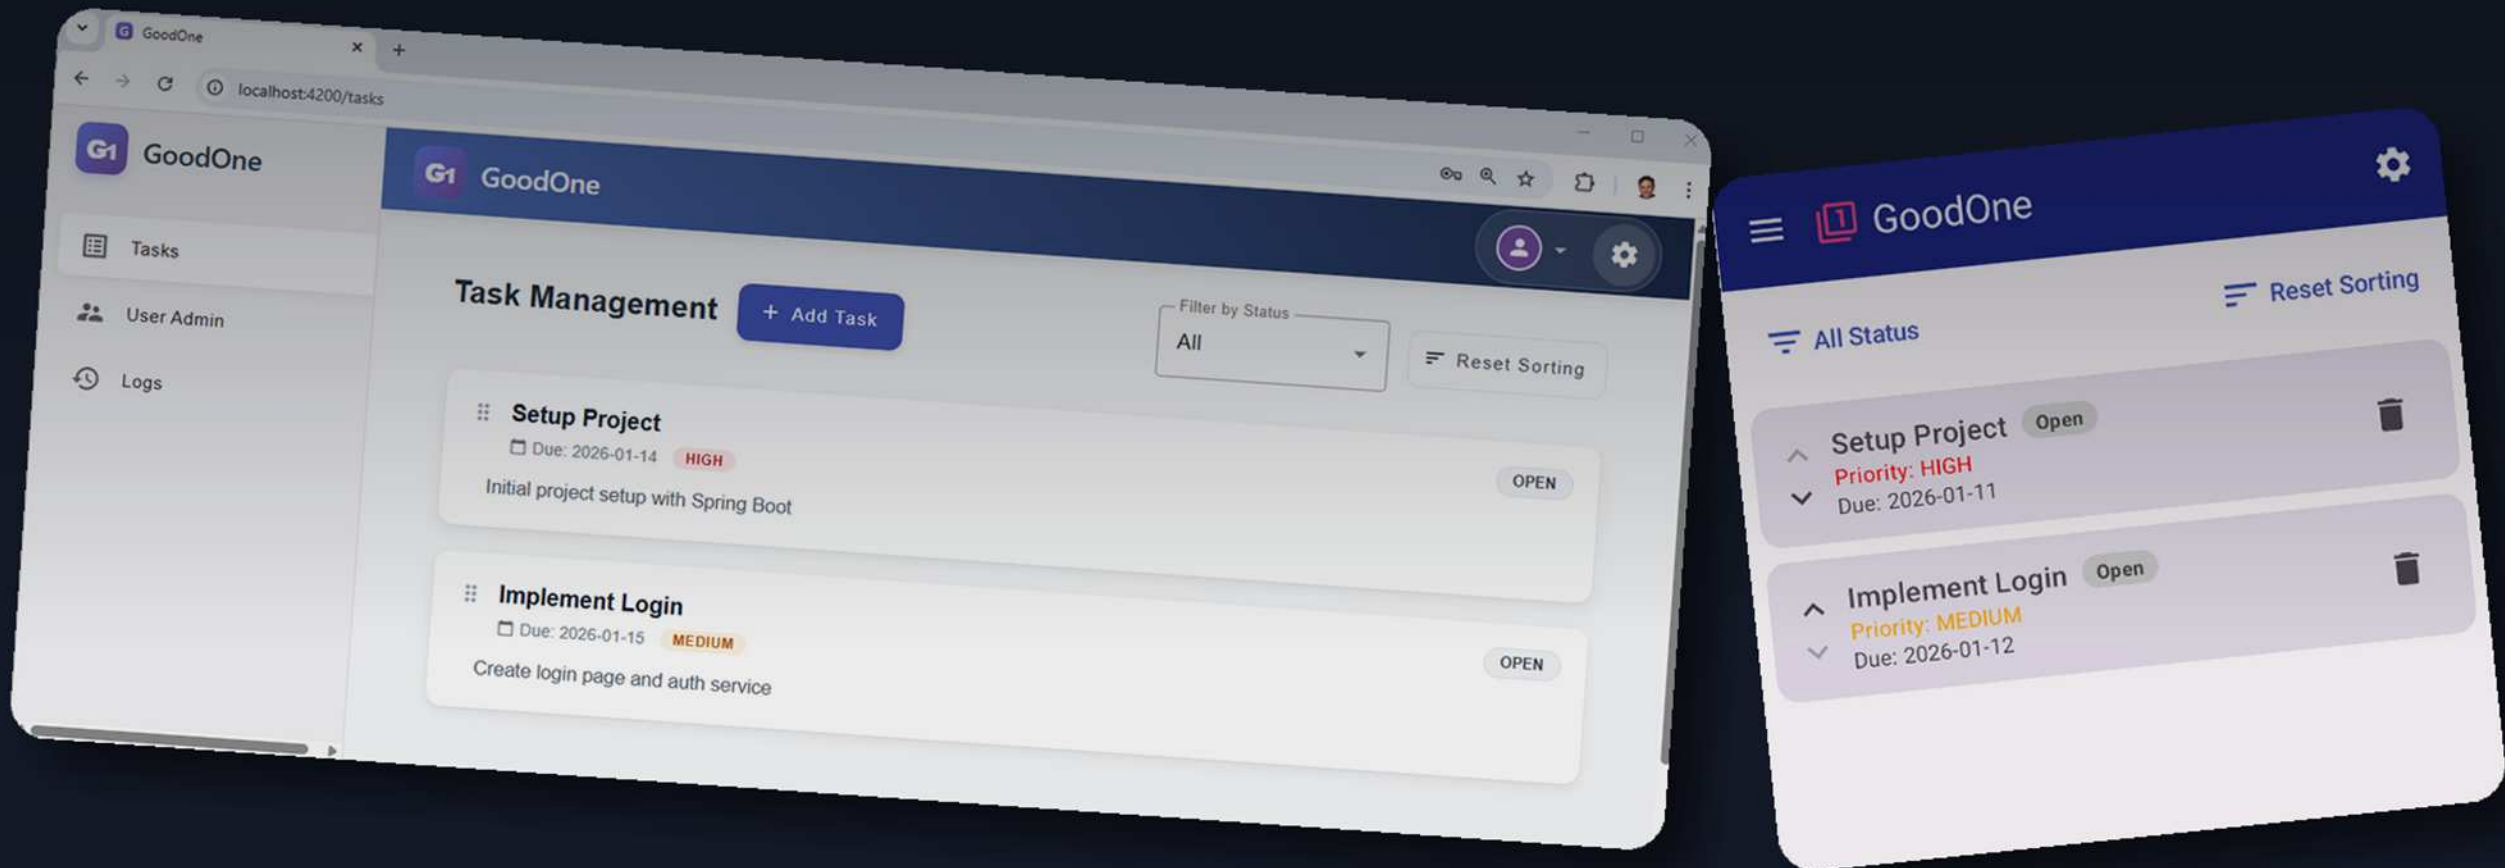 GoodOne
localhost:4200/tasks
G1 GoodOne
Tasks
User Admin
Logs
G1 GoodOne
Task Management
+ Add Task
Filter by Status
All
Reset Sorting
Setup Project
Due: 2026-01-14 HIGH
OPEN
Initial project setup with Spring Boot
Implement Login
Due: 2026-01-15 MEDIUM
OPEN
Create login page and auth service
1 GoodOne
All Status
Reset Sorting
Setup Project Open
Priority: HIGH
Due: 2026-01-11
Implement Login Open
Priority: MEDIUM
Due: 2026-01-12